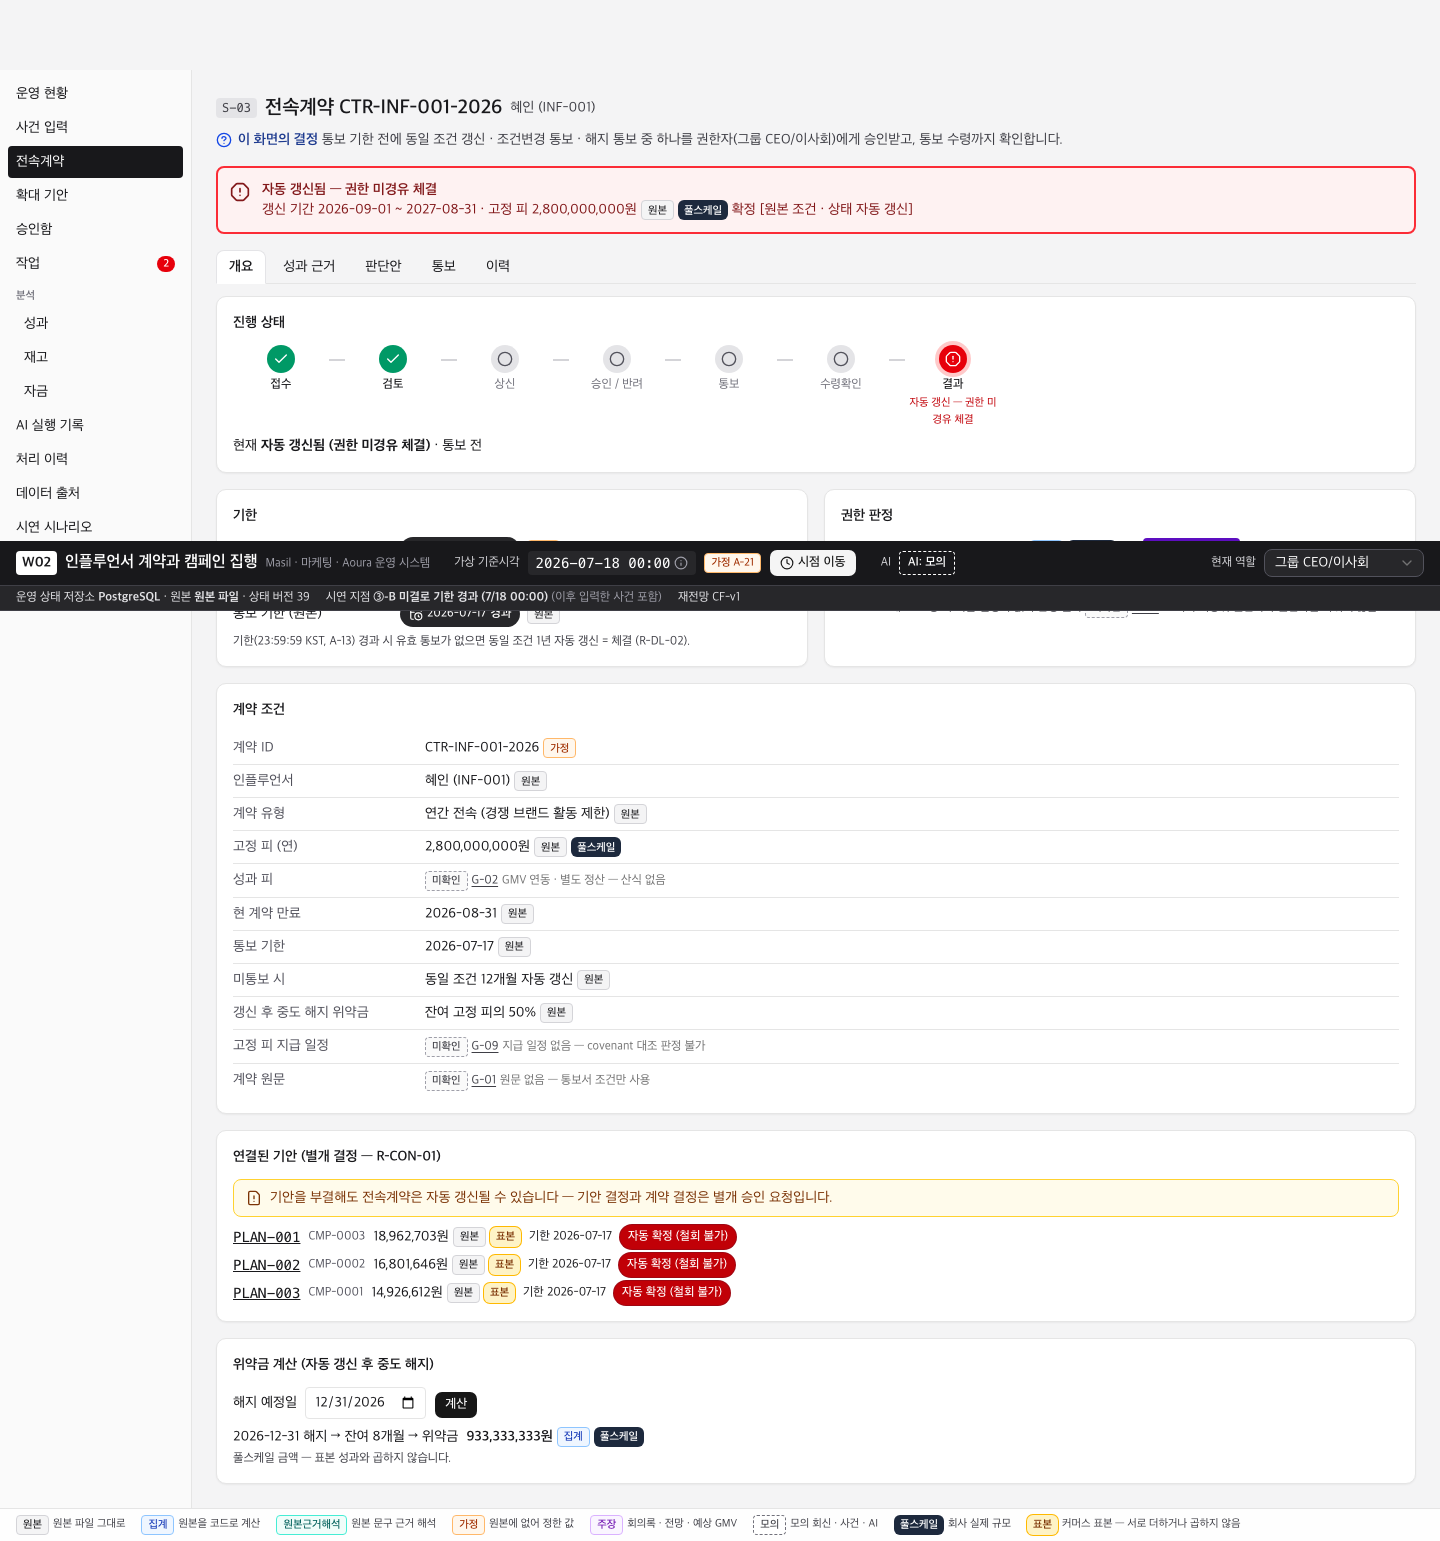 운영 현황
사건 입력
전속계약
확대 기안
승인함
작업 2
분석
성과
재고
자금
AI 실행 기록
처리 이력
데이터 출처
시연 시나리오
S-03 전속계약 CTR-INF-001-2026 혜인 (INF-001)
이 화면의 결정 통보 기한 전에 동일 조건 갱신 · 조건변경 통보 · 해지 통보 중 하나를 권한자(그룹 CEO/이사회)에게 승인받고, 통보 수령까지 확인합니다.
자동 갱신됨 — 권한 미경유 체결
갱신 기간 2026-09-01 ~ 2027-08-31 · 고정 피 2,800,000,000원 원본 풀스케일 확정 [원본 조건 · 상태 자동 갱신]
개요 성과 근거 판단안 통보 이력
진행 상태
접수 검토 상신 승인 / 반려 통보 수령확인 결과
자동 갱신 — 권한 미
경유 체결
현재 자동 갱신됨 (권한 미경유 체결) · 통보 전
기한
권한 판정
W02 인플루언서 계약과 캠페인 집행 Masil · 마케팅 · Aoura 운영 시스템 가상 기준시각 2026-07-18 00:00 가정 A-21 시점 이동 AI AI: 모의 현재 역할 그룹 CEO/이사회
운영 상태 저장소 PostgreSQL · 원본 원본 파일 · 상태 버전 39 시연 지점 ③-B 미결로 기한 경과 (7/18 00:00) (이후 입력한 사건 포함) 재전망 CF-v1
통보 기한 (원본) 2026-07-17 경과 원본
기한(23:59:59 KST, A-13) 경과 시 유효 통보가 없으면 동일 조건 1년 자동 갱신 = 체결 (R-DL-02).
계약 조건
계약 ID CTR-INF-001-2026 가정
인플루언서 혜인 (INF-001) 원본
계약 유형 연간 전속 (경쟁 브랜드 활동 제한) 원본
고정 피 (연) 2,800,000,000원 원본 풀스케일
성과 피 미확인 G-02 GMV 연동 · 별도 정산 — 산식 없음
현 계약 만료 2026-08-31 원본
통보 기한 2026-07-17 원본
미통보 시 동일 조건 12개월 자동 갱신 원본
갱신 후 중도 해지 위약금 잔여 고정 피의 50% 원본
고정 피 지급 일정 미확인 G-09 지급 일정 없음 — covenant 대조 판정 불가
계약 원문 미확인 G-01 원문 없음 — 통보서 조건만 사용
연결된 기안 (별개 결정 — R-CON-01)
기안을 부결해도 전속계약은 자동 갱신될 수 있습니다 — 기안 결정과 계약 결정은 별개 승인 요청입니다.
PLAN-001 CMP-0003 18,962,703원 원본 표본 기한 2026-07-17 자동 확정 (철회 불가)
PLAN-002 CMP-0002 16,801,646원 원본 표본 기한 2026-07-17 자동 확정 (철회 불가)
PLAN-003 CMP-0001 14,926,612원 원본 표본 기한 2026-07-17 자동 확정 (철회 불가)
위약금 계산 (자동 갱신 후 중도 해지)
해지 예정일 12/31/2026 계산
2026-12-31 해지 → 잔여 8개월 → 위약금 933,333,333원 집계 풀스케일
풀스케일 금액 — 표본 성과와 곱하지 않습니다.
원본 원본 파일 그대로 집계 원본을 코드로 계산 원본근거해석 원본 문구 근거 해석 가정 원본에 없어 정한 값 주장 회의록 · 전망 · 예상 GMV 모의 모의 회신 · 사건 · AI 풀스케일 회사 실제 규모 표본 커머스 표본 — 서로 더하거나 곱하지 않음